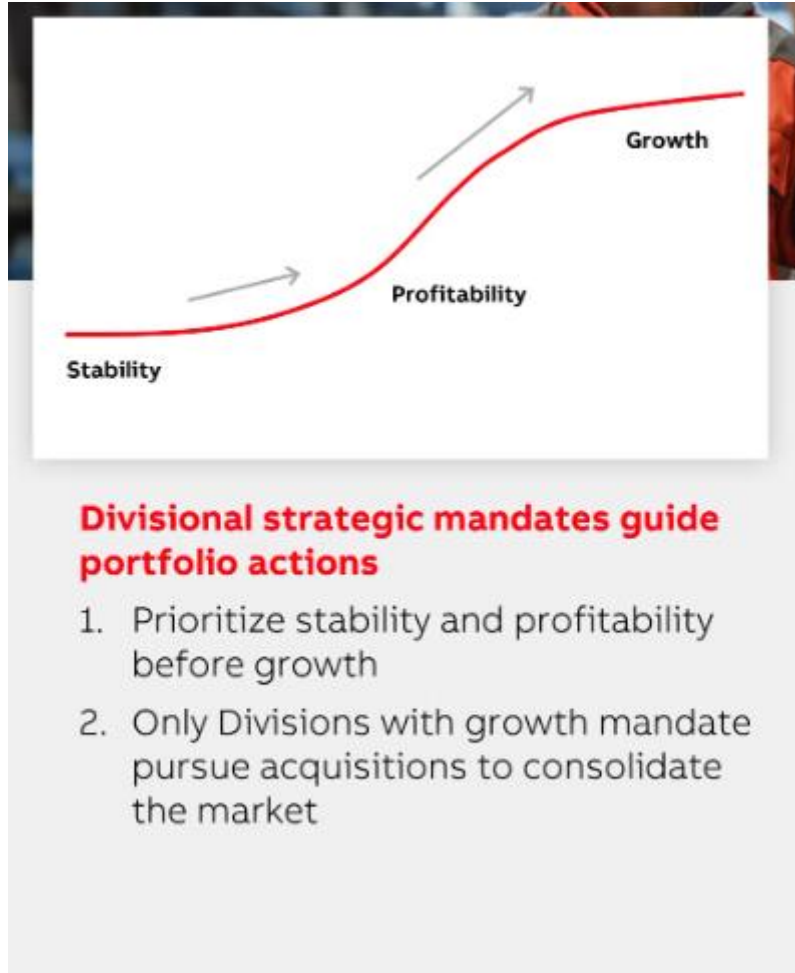 Growth
Profitability
Stability
Divisional strategic mandates guide
portfolio actions
1. Prioritize stability and profitability
before growth
2. Only Divisions with growth mandate
pursue acquisitions to consolidate
the market